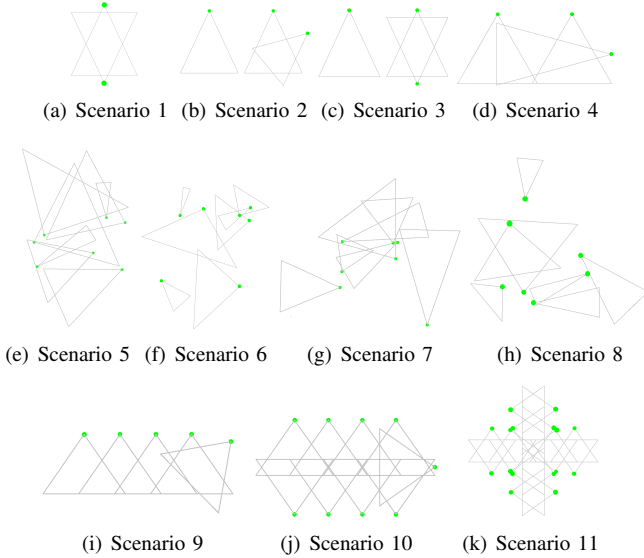 (a) Scenario 1 (b) Scenario 2 (c) Scenario 3 (d) Scenario 4
(e) Scenario 5 (f) Scenario 6 (g) Scenario 7 (h) Scenario 8
(i) Scenario 9 (j) Scenario 10 (k) Scenario 11